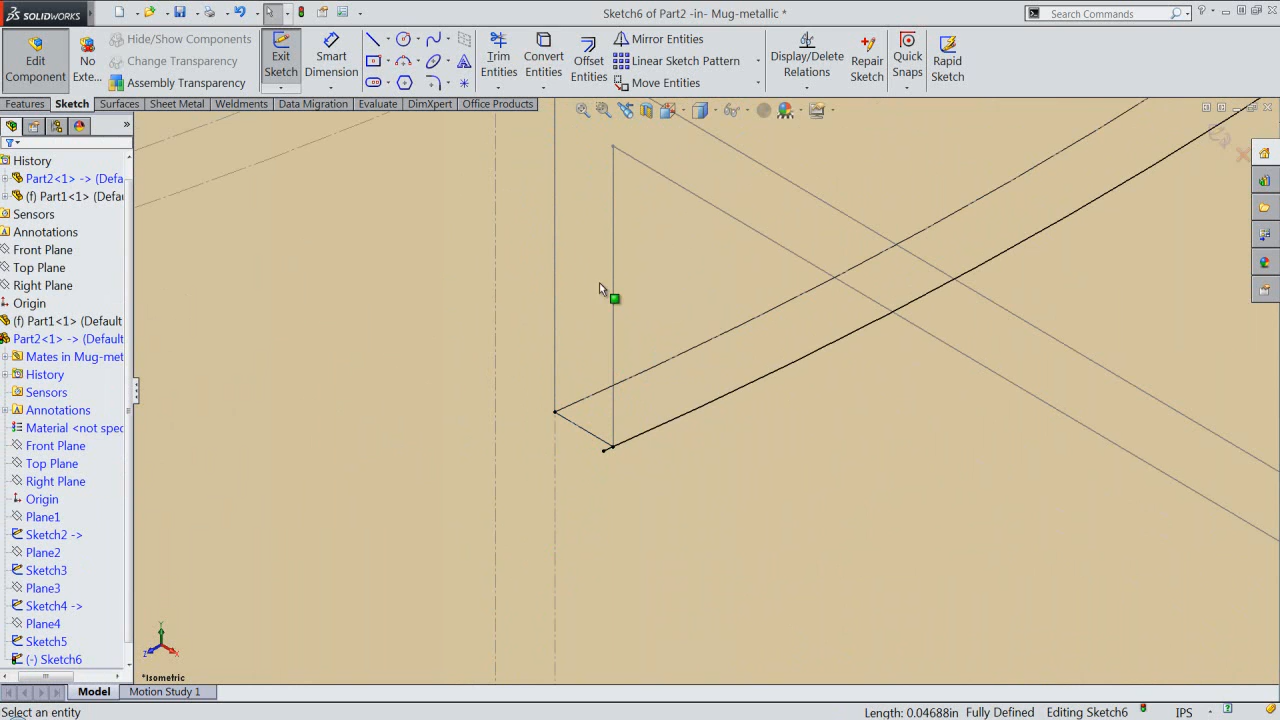 SOLIDWORKS
Sketch6 of Part2 -in- Mug-metallic *
Search Commands
Edit Component
No Exte...
Hide/Show Components
Change Transparency
Assembly Transparency
Exit Sketch
Smart Dimension
Trim Entities
Convert Entities
Offset Entities
Mirror Entities
Linear Sketch Pattern
Move Entities
Display/Delete Relations
Repair Sketch
Quick Snaps
Rapid Sketch
Features
Sketch
Surfaces
Sheet Metal
Weldments
Data Migration
Evaluate
DimXpert
Office Products
History
Part2<1> -> (Defa
(f) Part1<1> (Defau
Sensors
Annotations
Front Plane
Top Plane
Right Plane
Origin
(f) Part1<1> (Default
Part2<1> -> (Default
Mates in Mug-met
History
Sensors
Annotations
Material <not spec
Front Plane
Top Plane
Right Plane
Origin
Plane1
Sketch2 ->
Plane2
Sketch3
Plane3
Sketch4 ->
Plane4
Sketch5
(-) Sketch6
Y
Z
X
*Isometric
Model
Motion Study 1
Select an entity
Length: 0.04688in
Fully Defined
Editing Sketch6
IPS